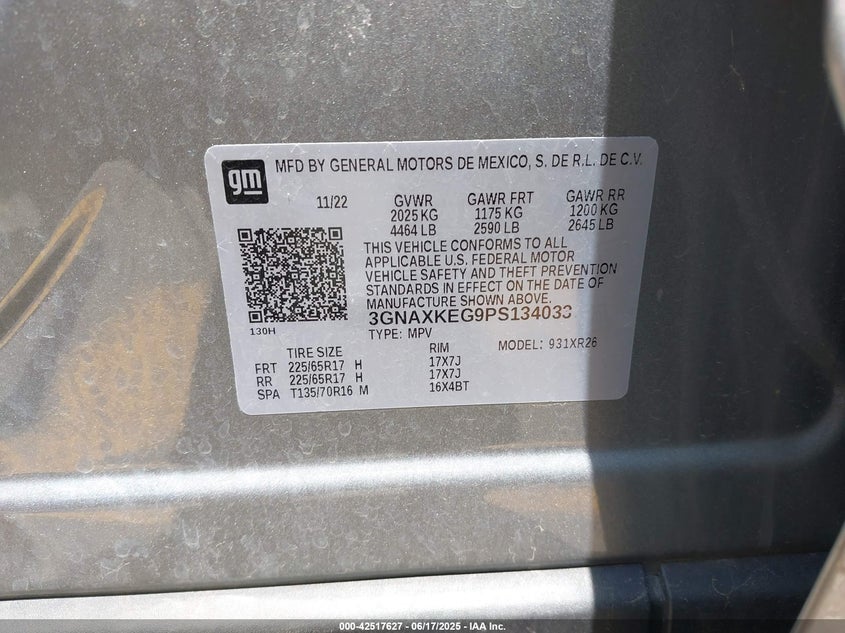 gm
MFD BY GENERAL MOTORS DE MEXICO, S. DE R.L. DE C.V.
11/22 GVWR GAWR FRT GAWR RR
2025 KG 1175 KG 1200 KG
4464 LB 2590 LB 2645 LB
THIS VEHICLE CONFORMS TO ALL
APPLICABLE U.S. FEDERAL MOTOR
VEHICLE SAFETY AND THEFT PREVENTION
STANDARDS IN EFFECT ON THE DATE OF
MANUFACTURE SHOWN ABOVE.
3GNAXKEG9PS134033
130H
TYPE: MPV MODEL: 931XR26
TIRE SIZE RIM
FRT 225/65R17 H 17X7J
RR 225/65R17 H 17X7J
SPA T135/70R16 M 16X4BT
000-42517627 - 06/17/2025 - IAA Inc.